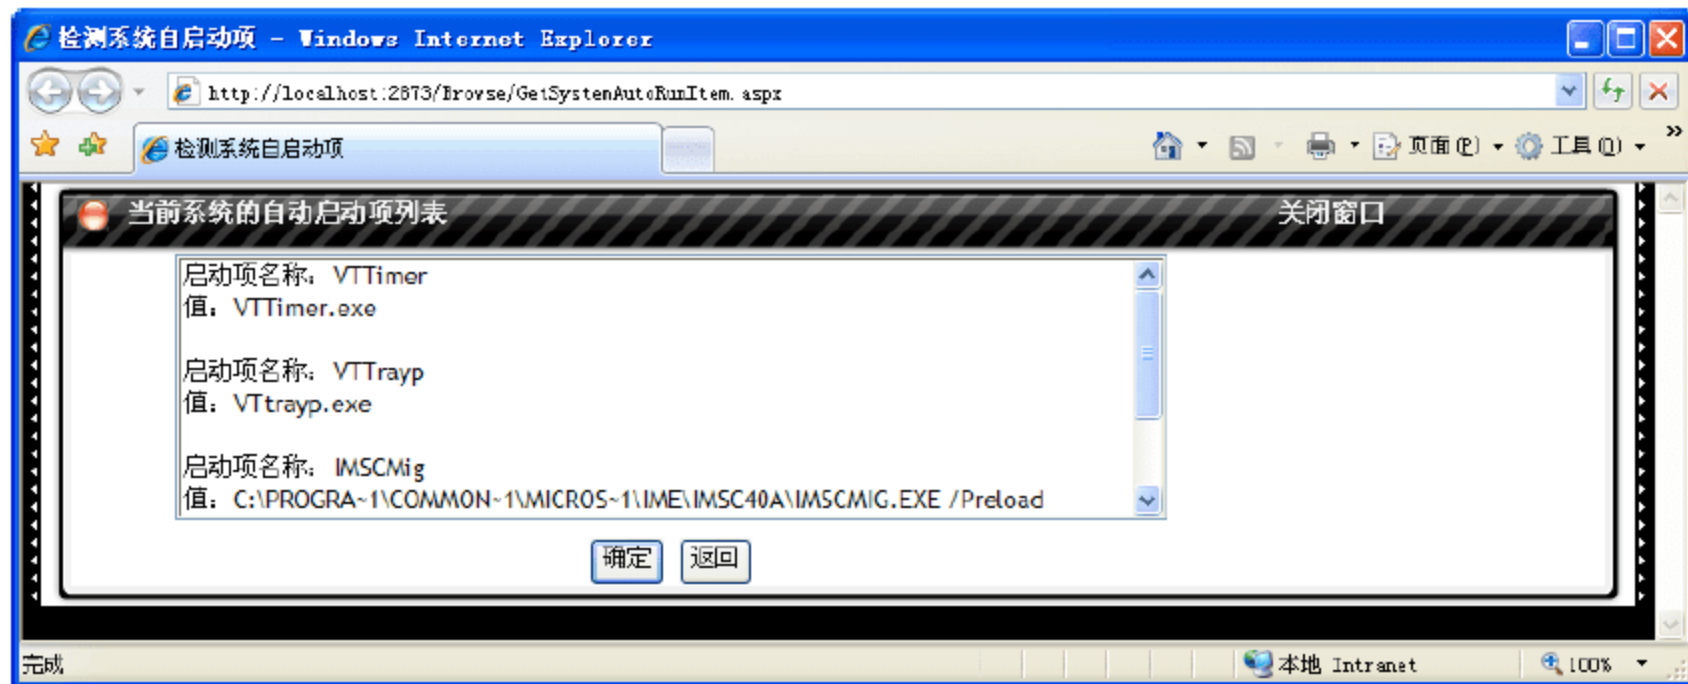 检测系统自启动项 - Windows Internet Explorer
http://localhost:2873/Browse/GetSystemAutoRunItem.aspx
检测系统自启动项
页面(P)
工具(O)
»
当前系统的自动启动项列表
关闭窗口
启动项名称：VTTimer
值：VTTimer.exe
启动项名称：VTTrayp
值：VTtrayp.exe
启动项名称：IMSCMig
值：C:\PROGRA~1\COMMON~1\MICROS~1\IME\IMSC40A\IMSCMIG.EXE /Preload
确定
返回
完成
本地 Intranet
100%